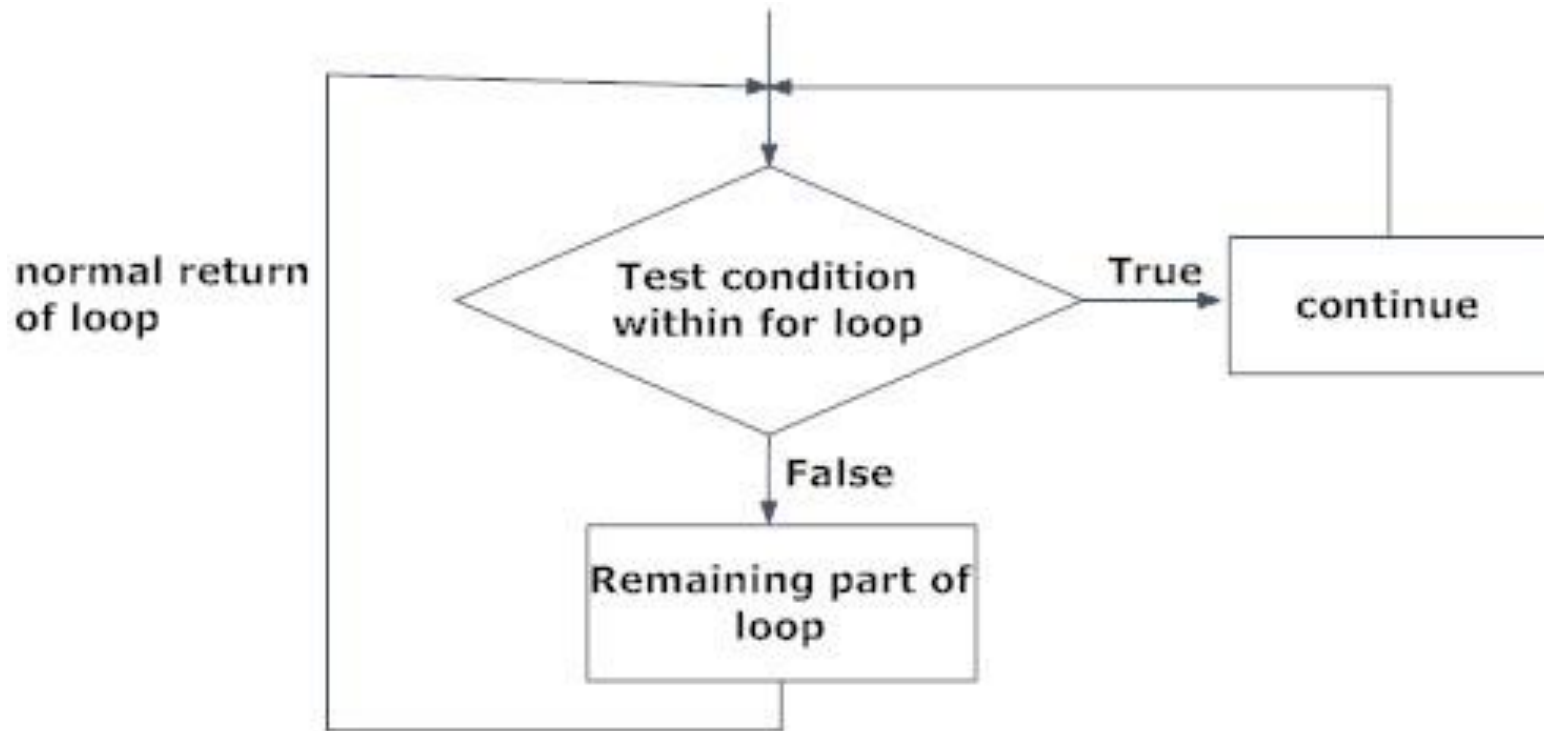 normal return
of loop
Test condition
within for loop
True
continue
False
Remaining part of
loop